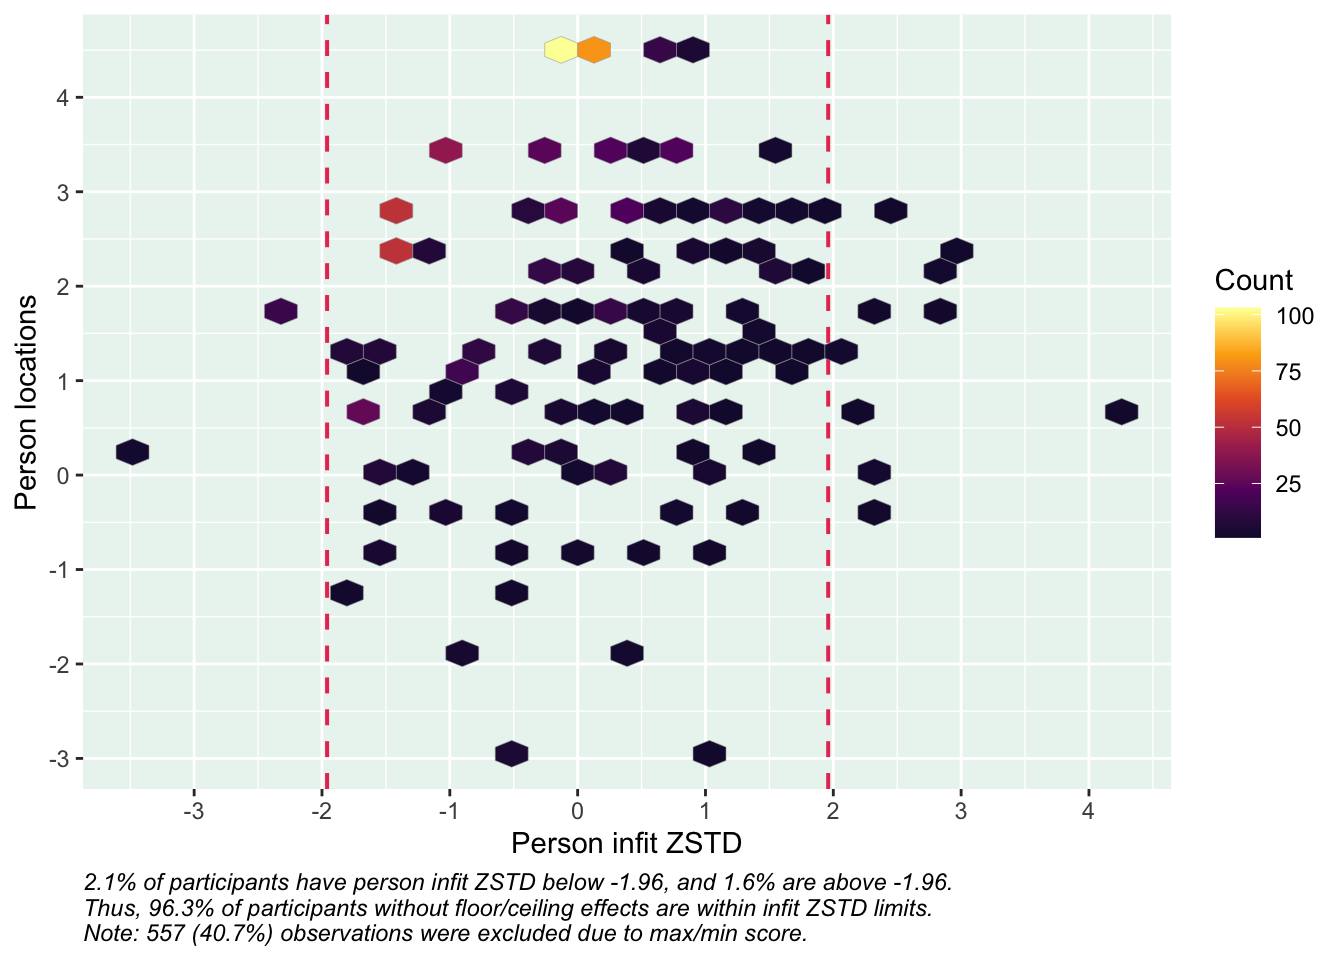 4
3
2
1
0
-1
-2
-3
Person locations
-3 -2 -1 0 1 2 3 4
Person infit ZSTD
Count
100
75
50
25
2.1% of participants have person infit ZSTD below -1.96, and 1.6% are above -1.96.
Thus, 96.3% of participants without floor/ceiling effects are within infit ZSTD limits.
Note: 557 (40.7%) observations were excluded due to max/min score.